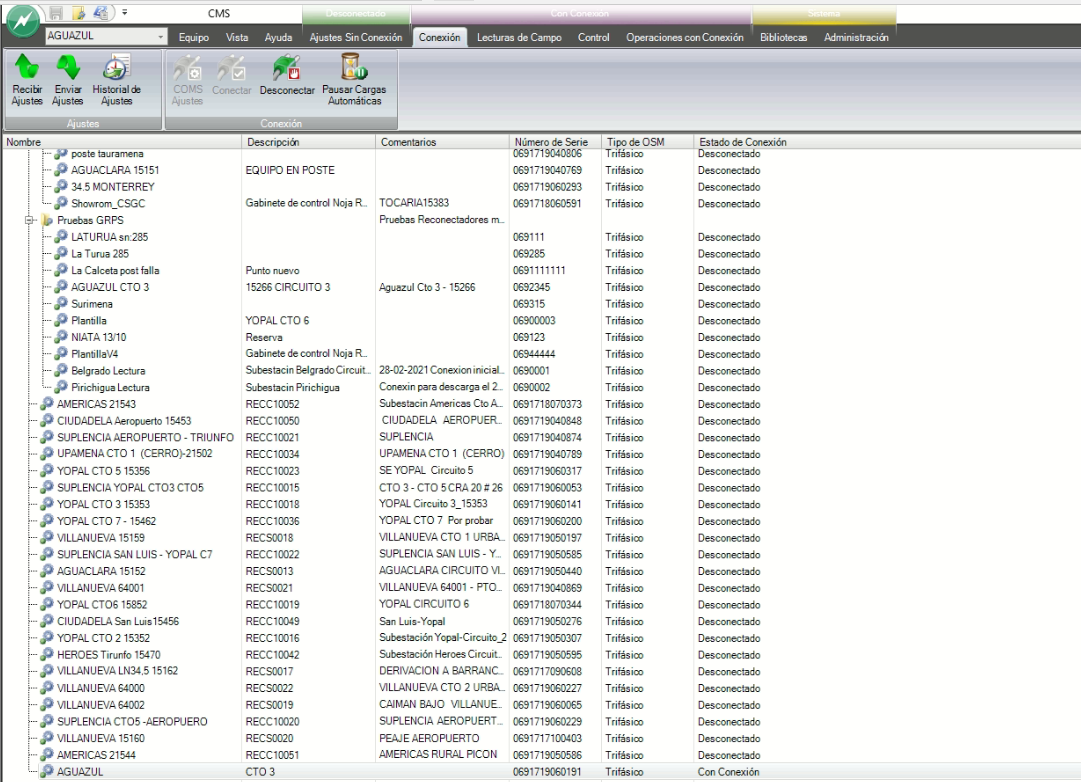 CMS Desconectado Con Conexión Sistema
AGUAZUL Equipo Vista Ayuda Ajustes Sin Conexión Conexión Lecturas de Campo Control Operaciones con Conexión Bibliotecas Administración
Recibir Ajustes Enviar Ajustes Historial de Ajustes COMS Ajustes Conectar Desconectar Pausar Cargas Automáticas
Ajustes Conexión
Nombre Descripción Comentarios Número de Serie Tipo de OSM Estado de Conexión
poste tauramena 0691719040806 Trifásico Desconectado
AGUACLARA 15151 EQUIPO EN POSTE 0691719040769 Trifásico Desconectado
34.5 MONTERREY 0691719060293 Trifásico Desconectado
Showrom_CSGC Gabinete de control Noja R... TOCARIA15383 0691718060591 Trifásico Desconectado
Pruebas GRPS Pruebas Reconectadores m...
LATURUA sn:285 069111 Trifásico Desconectado
La Turua 285 069285 Trifásico Desconectado
La Calceta post falla Punto nuevo 0691111111 Trifásico Desconectado
AGUAZUL CTO 3 15266 CIRCUITO 3 Aguazul Cto 3 - 15266 0692345 Trifásico Desconectado
Surimena 069315 Trifásico Desconectado
Plantilla YOPAL CTO 6 06900003 Trifásico Desconectado
NIATA 13/10 Reserva 069123 Trifásico Desconectado
PlantillaV4 Gabinete de control Noja R... 06944444 Trifásico Desconectado
Belgrado Lectura Subestacin Belgrado Circuit... 28-02-2021 Conexion inicial... 0690001 Trifásico Desconectado
Pirichigua Lectura Subestacin Pirichigua Conexin para descarga el 2... 0690002 Trifásico Desconectado
AMERICAS 21543 RECC10052 Subestacin Americas Cto A... 0691718070373 Trifásico Desconectado
CIUDADELA Aeropuerto 15453 RECC10050 CIUDADELA AEROPUER... 0691719040848 Trifásico Desconectado
SUPLENCIA AEROPUERTO - TRIUNFO RECC10021 SUPLENCIA 0691719040874 Trifásico Desconectado
UPAMENA CTO 1 (CERRO)-21502 RECC10034 UPAMENA CTO 1 (CERRO) 0691719040789 Trifásico Desconectado
YOPAL CTO 5 15356 RECC10023 SE YOPAL Circuito 5 0691719060317 Trifásico Desconectado
SUPLENCIA YOPAL CTO3 CTO5 RECC10015 CTO 3 - CTO 5 CRA 20 # 26 0691719060053 Trifásico Desconectado
YOPAL CTO 3 15353 RECC10018 YOPAL Circuito 3_15353 0691719060141 Trifásico Desconectado
YOPAL CTO 7 - 15462 RECC10036 YOPAL CTO 7 Por probar 0691719060200 Trifásico Desconectado
VILLANUEVA 15159 RECS0018 VILLANUEVA CTO 1 URBA... 0691719050197 Trifásico Desconectado
SUPLENCIA SAN LUIS - YOPAL C7 RECC10022 SUPLENCIA SAN LUIS - Y... 0691719050585 Trifásico Desconectado
AGUACLARA 15152 RECS0013 AGUACLARA CIRCUITO VI... 0691719050440 Trifásico Desconectado
VILLANUEVA 64001 RECS0021 VILLANUEVA 64001 - PTO... 0691719040869 Trifásico Desconectado
YOPAL CTO6 15852 RECC10019 YOPAL CIRCUITO 6 0691718070344 Trifásico Desconectado
CIUDADELA San Luis15456 RECC10049 San Luis-Yopal 0691719050276 Trifásico Desconectado
YOPAL CTO 2 15352 RECC10016 Subestación Yopal-Circuito_2 0691719050307 Trifásico Desconectado
HEROES Tirunfo 15470 RECC10042 Subestación Heroes Circuit... 0691719050595 Trifásico Desconectado
VILLANUEVA LN34,5 15162 RECS0017 DERIVACION A BARRANC... 0691717090608 Trifásico Desconectado
VILLANUEVA 64000 RECS0022 VILLANUEVA CTO 2 URBA... 0691719060227 Trifásico Desconectado
VILLANUEVA 64002 RECS0019 CAIMAN BAJO VILLANUE... 0691719060065 Trifásico Desconectado
SUPLENCIA CTO5 -AEROPUERO RECC10020 SUPLENCIA AEROPUERT... 0691719060229 Trifásico Desconectado
VILLANUEVA 15160 RECS0020 PEAJE AEROPUERTO 0691717100403 Trifásico Desconectado
AMERICAS 21544 RECC10051 AMERICAS RURAL PICON 0691719050586 Trifásico Desconectado
AGUAZUL CTO 3 0691719060191 Trifásico Con Conexión